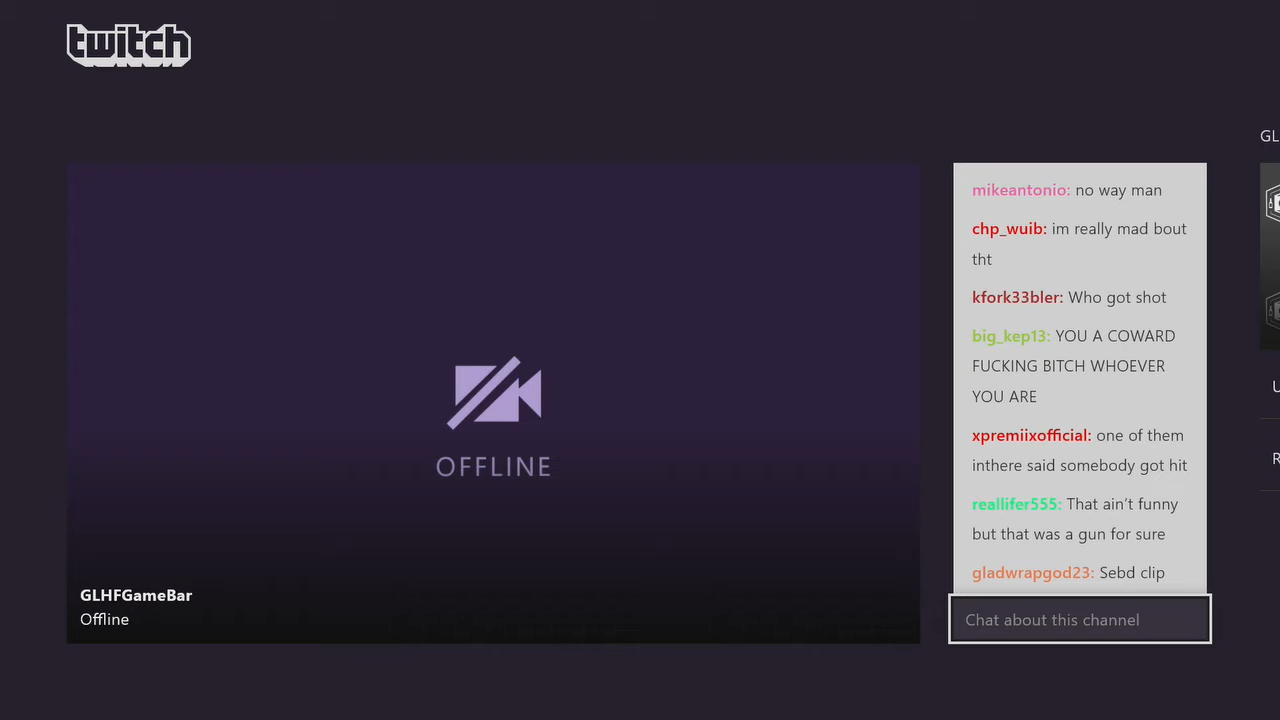 twitch
GL
mikeantonio: no way man
chp_wuib: im really mad bout
tht
kfork33bler: Who got shot
big_kep13: YOU A COWARD
FUCKING BITCH WHOEVER
YOU ARE
xpremiixofficial: one of them
inthere said somebody got hit
reallifer555: That ain't funny
but that was a gun for sure
gladwrapgod23: Sebd clip
Chat about this channel
OFFLINE
GLHFGameBar
Offline
U
R